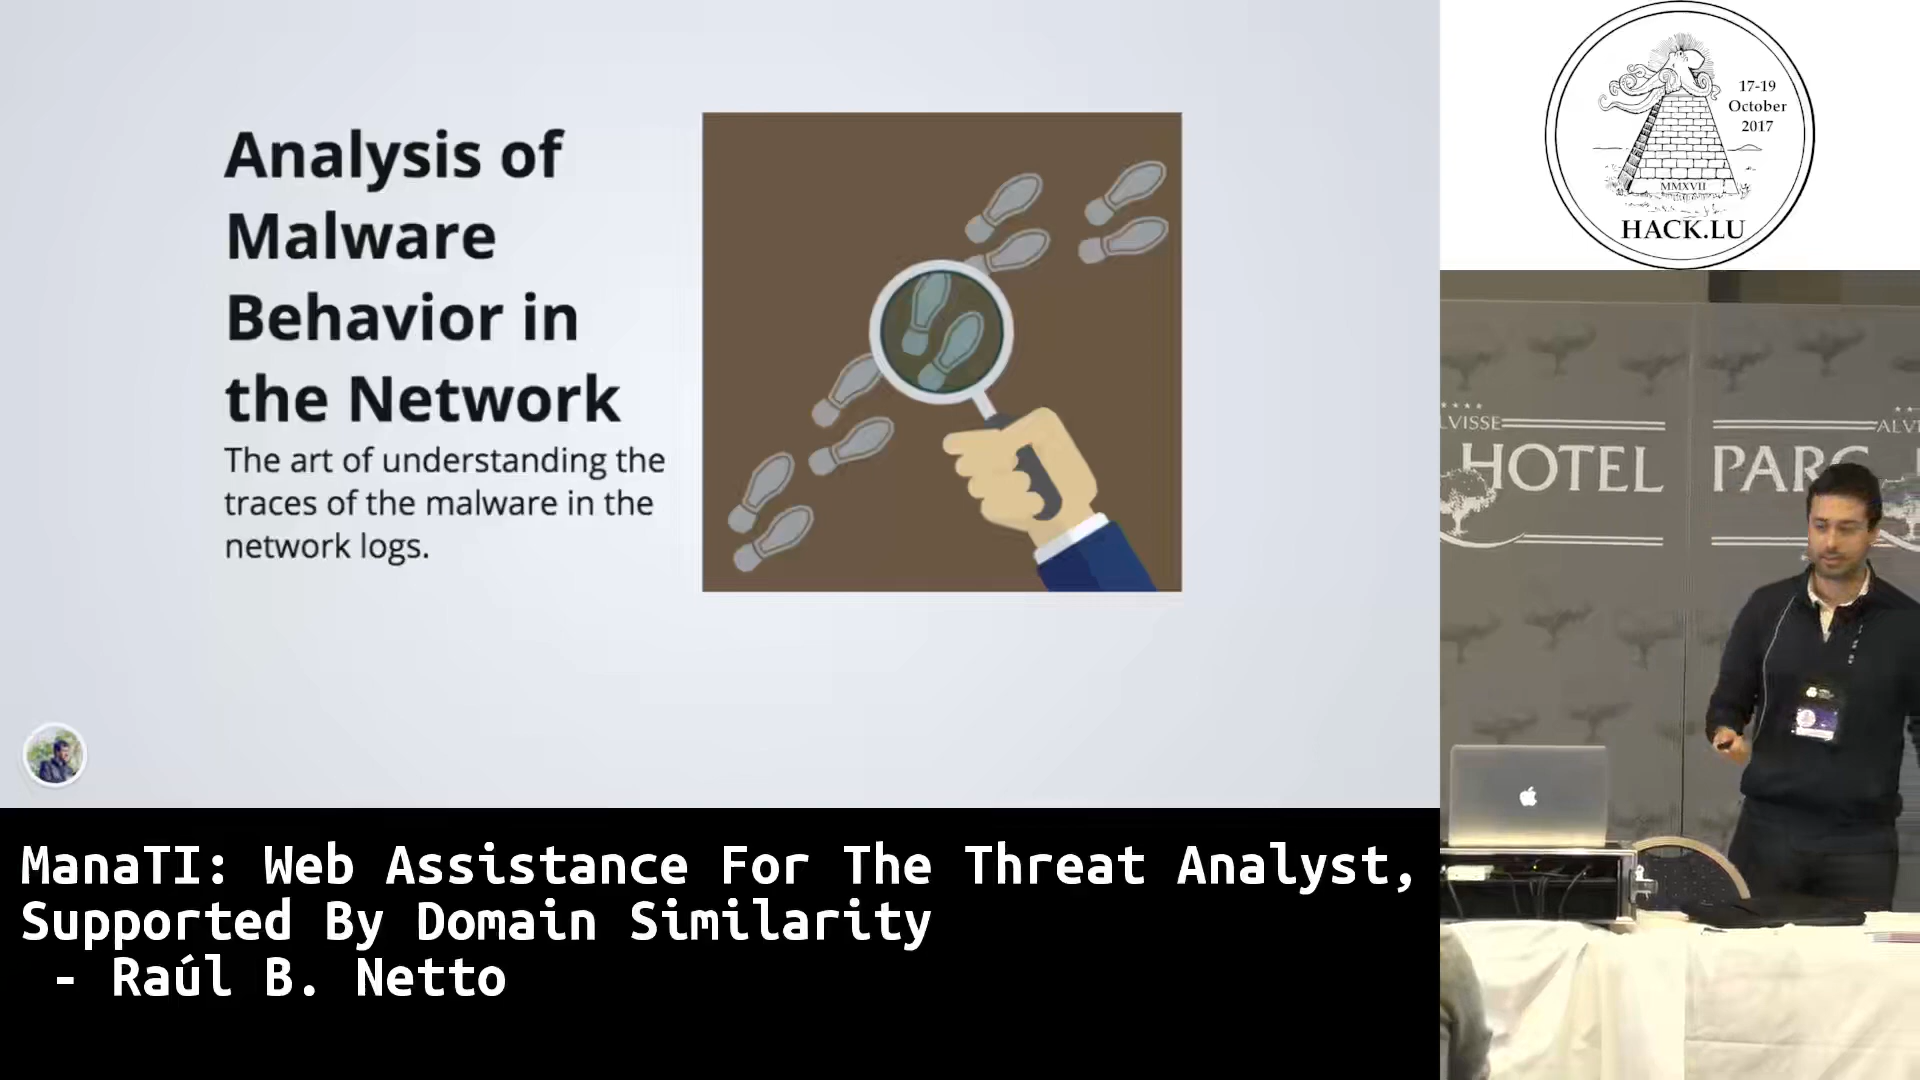 Analysis of
Malware
Behavior in
the Network
The art of understanding the
traces of the malware in the
network logs.
17-19
October
2017
MMXVII
HACK.LU
HOTEL PARC
ManaTI: Web Assistance For The Threat Analyst,
Supported By Domain Similarity
- Raúl B. Netto